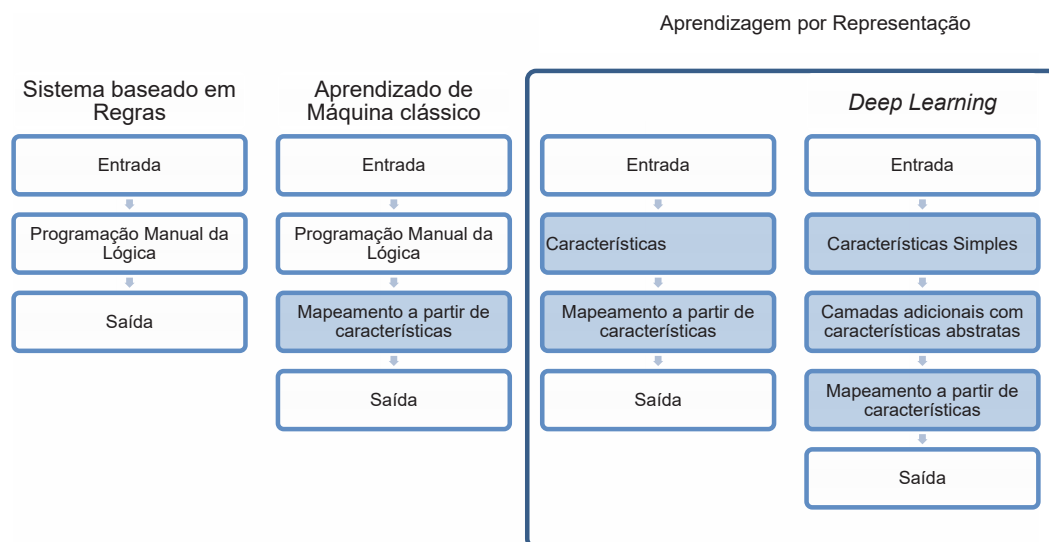 Aprendizagem por Representação
Sistema baseado em
Regras
Entrada
Programação Manual da
Lógica
Saída
Aprendizado de
Máquina clássico
Entrada
Programação Manual da
Lógica
Mapeamento a partir de
características
Saída
Entrada
Características
Mapeamento a partir de
características
Saída
Deep Learning
Entrada
Características Simples
Camadas adicionais com
características abstratas
Mapeamento a partir de
características
Saída